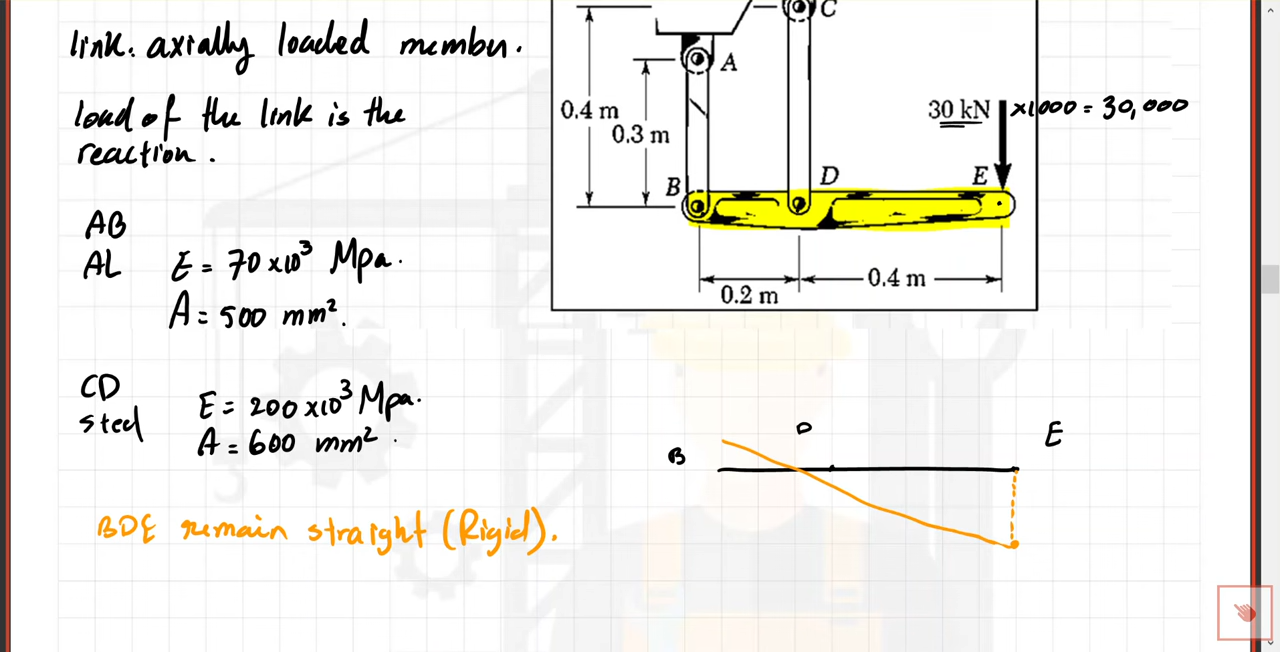 link. axially loaded member.
load of the link is the
reaction.
AB
AL E = 70 x10³ Mpa.
A = 500 mm².
CD
steel E = 200 x10³ Mpa.
A = 600 mm²
BDE remain straight (Rigid).
C
A
0.4 m
0.3 m
30 kN x1000 = 30,000
B
D
E
0.2 m
0.4 m
B
D
E